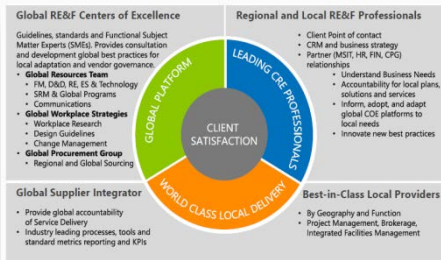 Global RE&F Centers of Excellence
Guidelines, standards and Functional Subject
Matter Experts (SMEs). Provides consultation
and development global best practices for
local adaptation and vendor governance.
• Global Resources Team
• FM, D&D, RE, ES & Technology
• SRM & Global Programs
• Communications
• Global Workplace Strategies
• Workplace Research
• Design Guidelines
• Change Management
• Global Procurement Group
• Regional and Global Sourcing
Regional and Local RE&F Professionals
• Client Point of contact
• CRM and business strategy
• Partner (MSIT, HR, FIN, CPG)
relationships
• Understand Business Needs
• Accountability for local plans,
solutions and services
• Inform, adopt, and adapt
global COE platforms to
local needs
• Innovate new best practices
GLOBAL PLATFORM
LEADING CRE PROFESSIONALS
CLIENT
SATISFACTION
WORLD CLASS LOCAL DELIVERY
Global Supplier Integrator
• Provide global accountability
of Service Delivery
• Industry leading processes, tools and
standard metrics reporting and KPIs
Best-in-Class Local Providers
• By Geography and Function
• Project Management, Brokerage,
Integrated Facilities Management